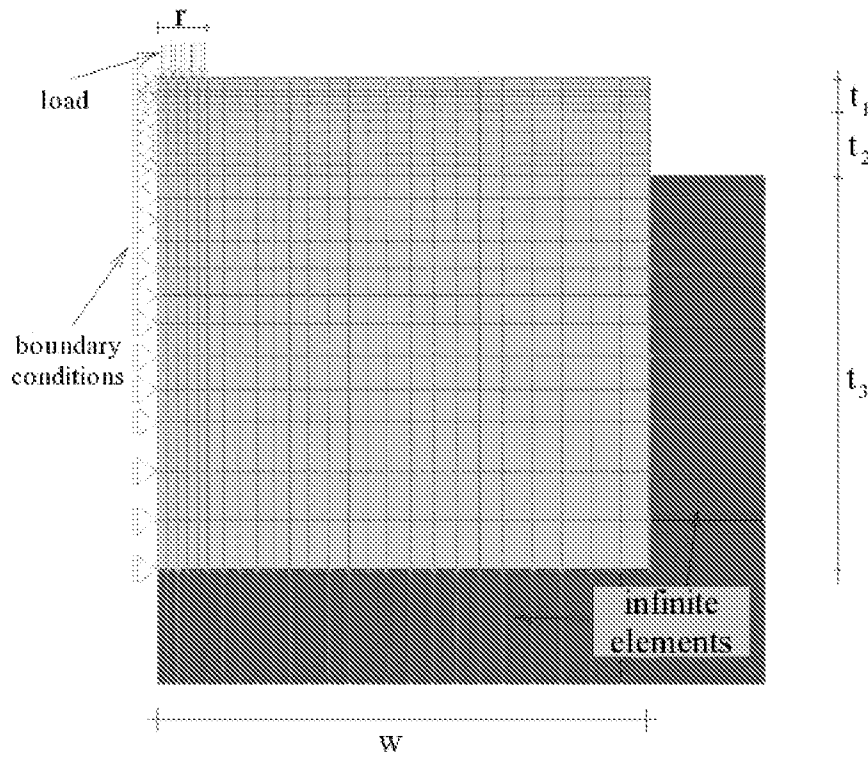 r
load
t1
t2
boundary
conditions
t3
infinite
elements
w